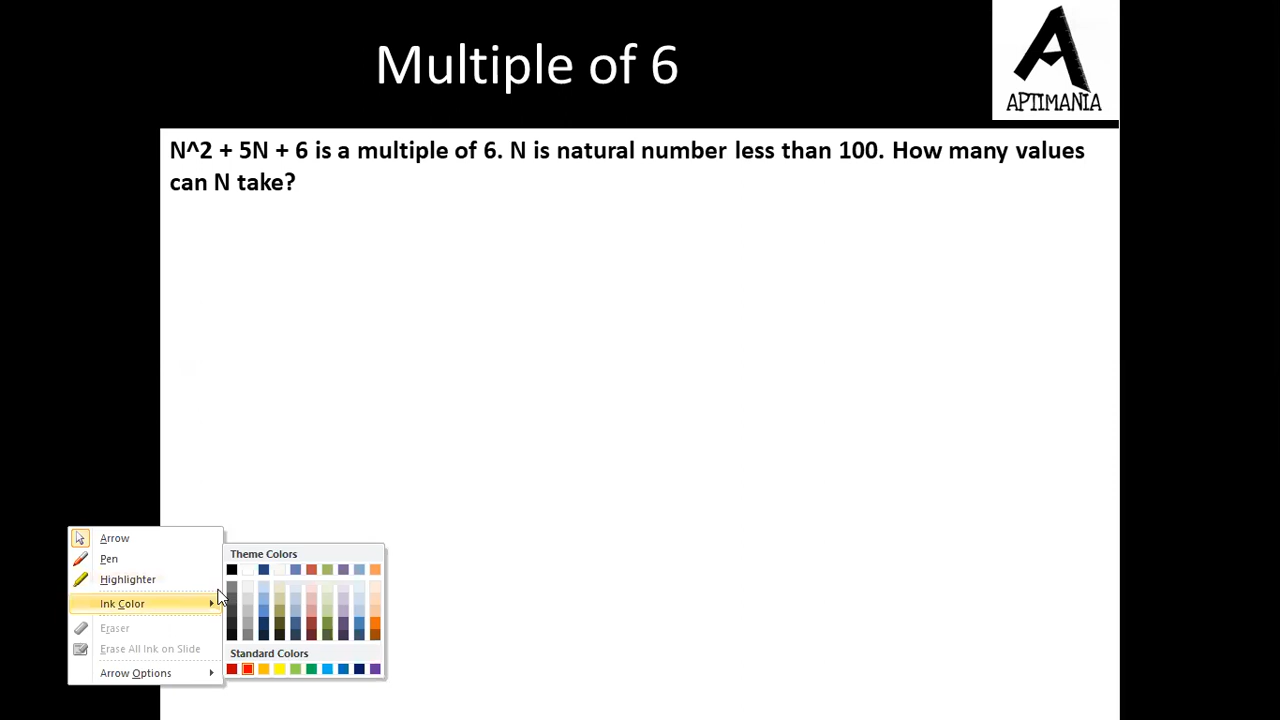 Multiple of 6
APTIMANIA
N^2 + 5N + 6 is a multiple of 6. N is natural number less than 100. How many values
can N take?
Arrow
Pen
Highlighter
Ink Color
Eraser
Erase All Ink on Slide
Arrow Options
Theme Colors
Standard Colors